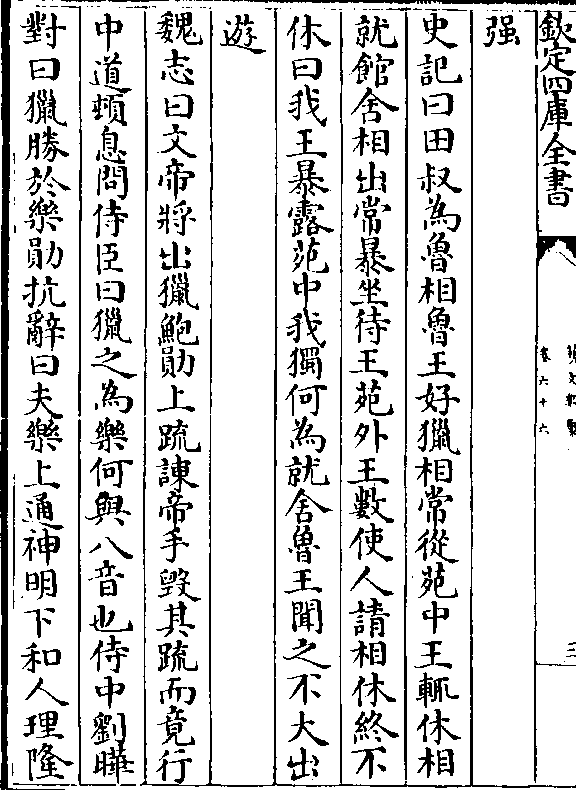 欽定四庫全書
卷六十六
三
强
史記曰田叔為魯相魯王好獵相常從苑中王輒休相
就館舍相出常暴坐待王苑外王數使人請相休終不
休曰我王暴露苑中我獨何為就舍魯王聞之不大出
遊
魏志曰文帝將出獵鮑勛上疏諫帝手毀其疏而竟行
中道頓息問侍臣曰獵之為樂何與八音也侍中劉曄
對曰獵勝於樂勛抗辭曰夫樂上通神明下和人理隆